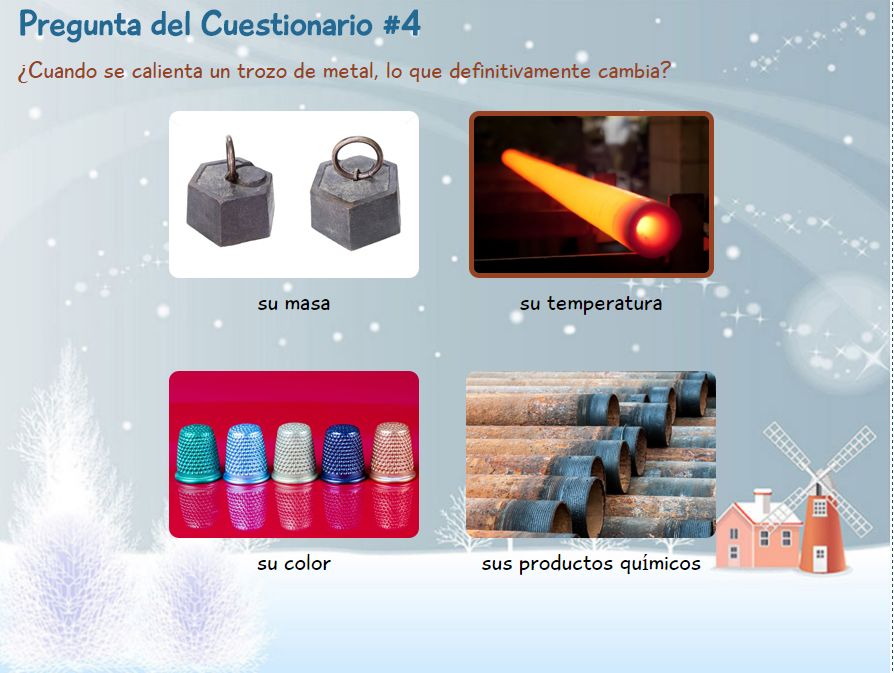 Pregunta del Cuestionario #4
¿Cuando se calienta un trozo de metal, lo que definitivamente cambia?
su masa
su temperatura
su color
sus productos químicos